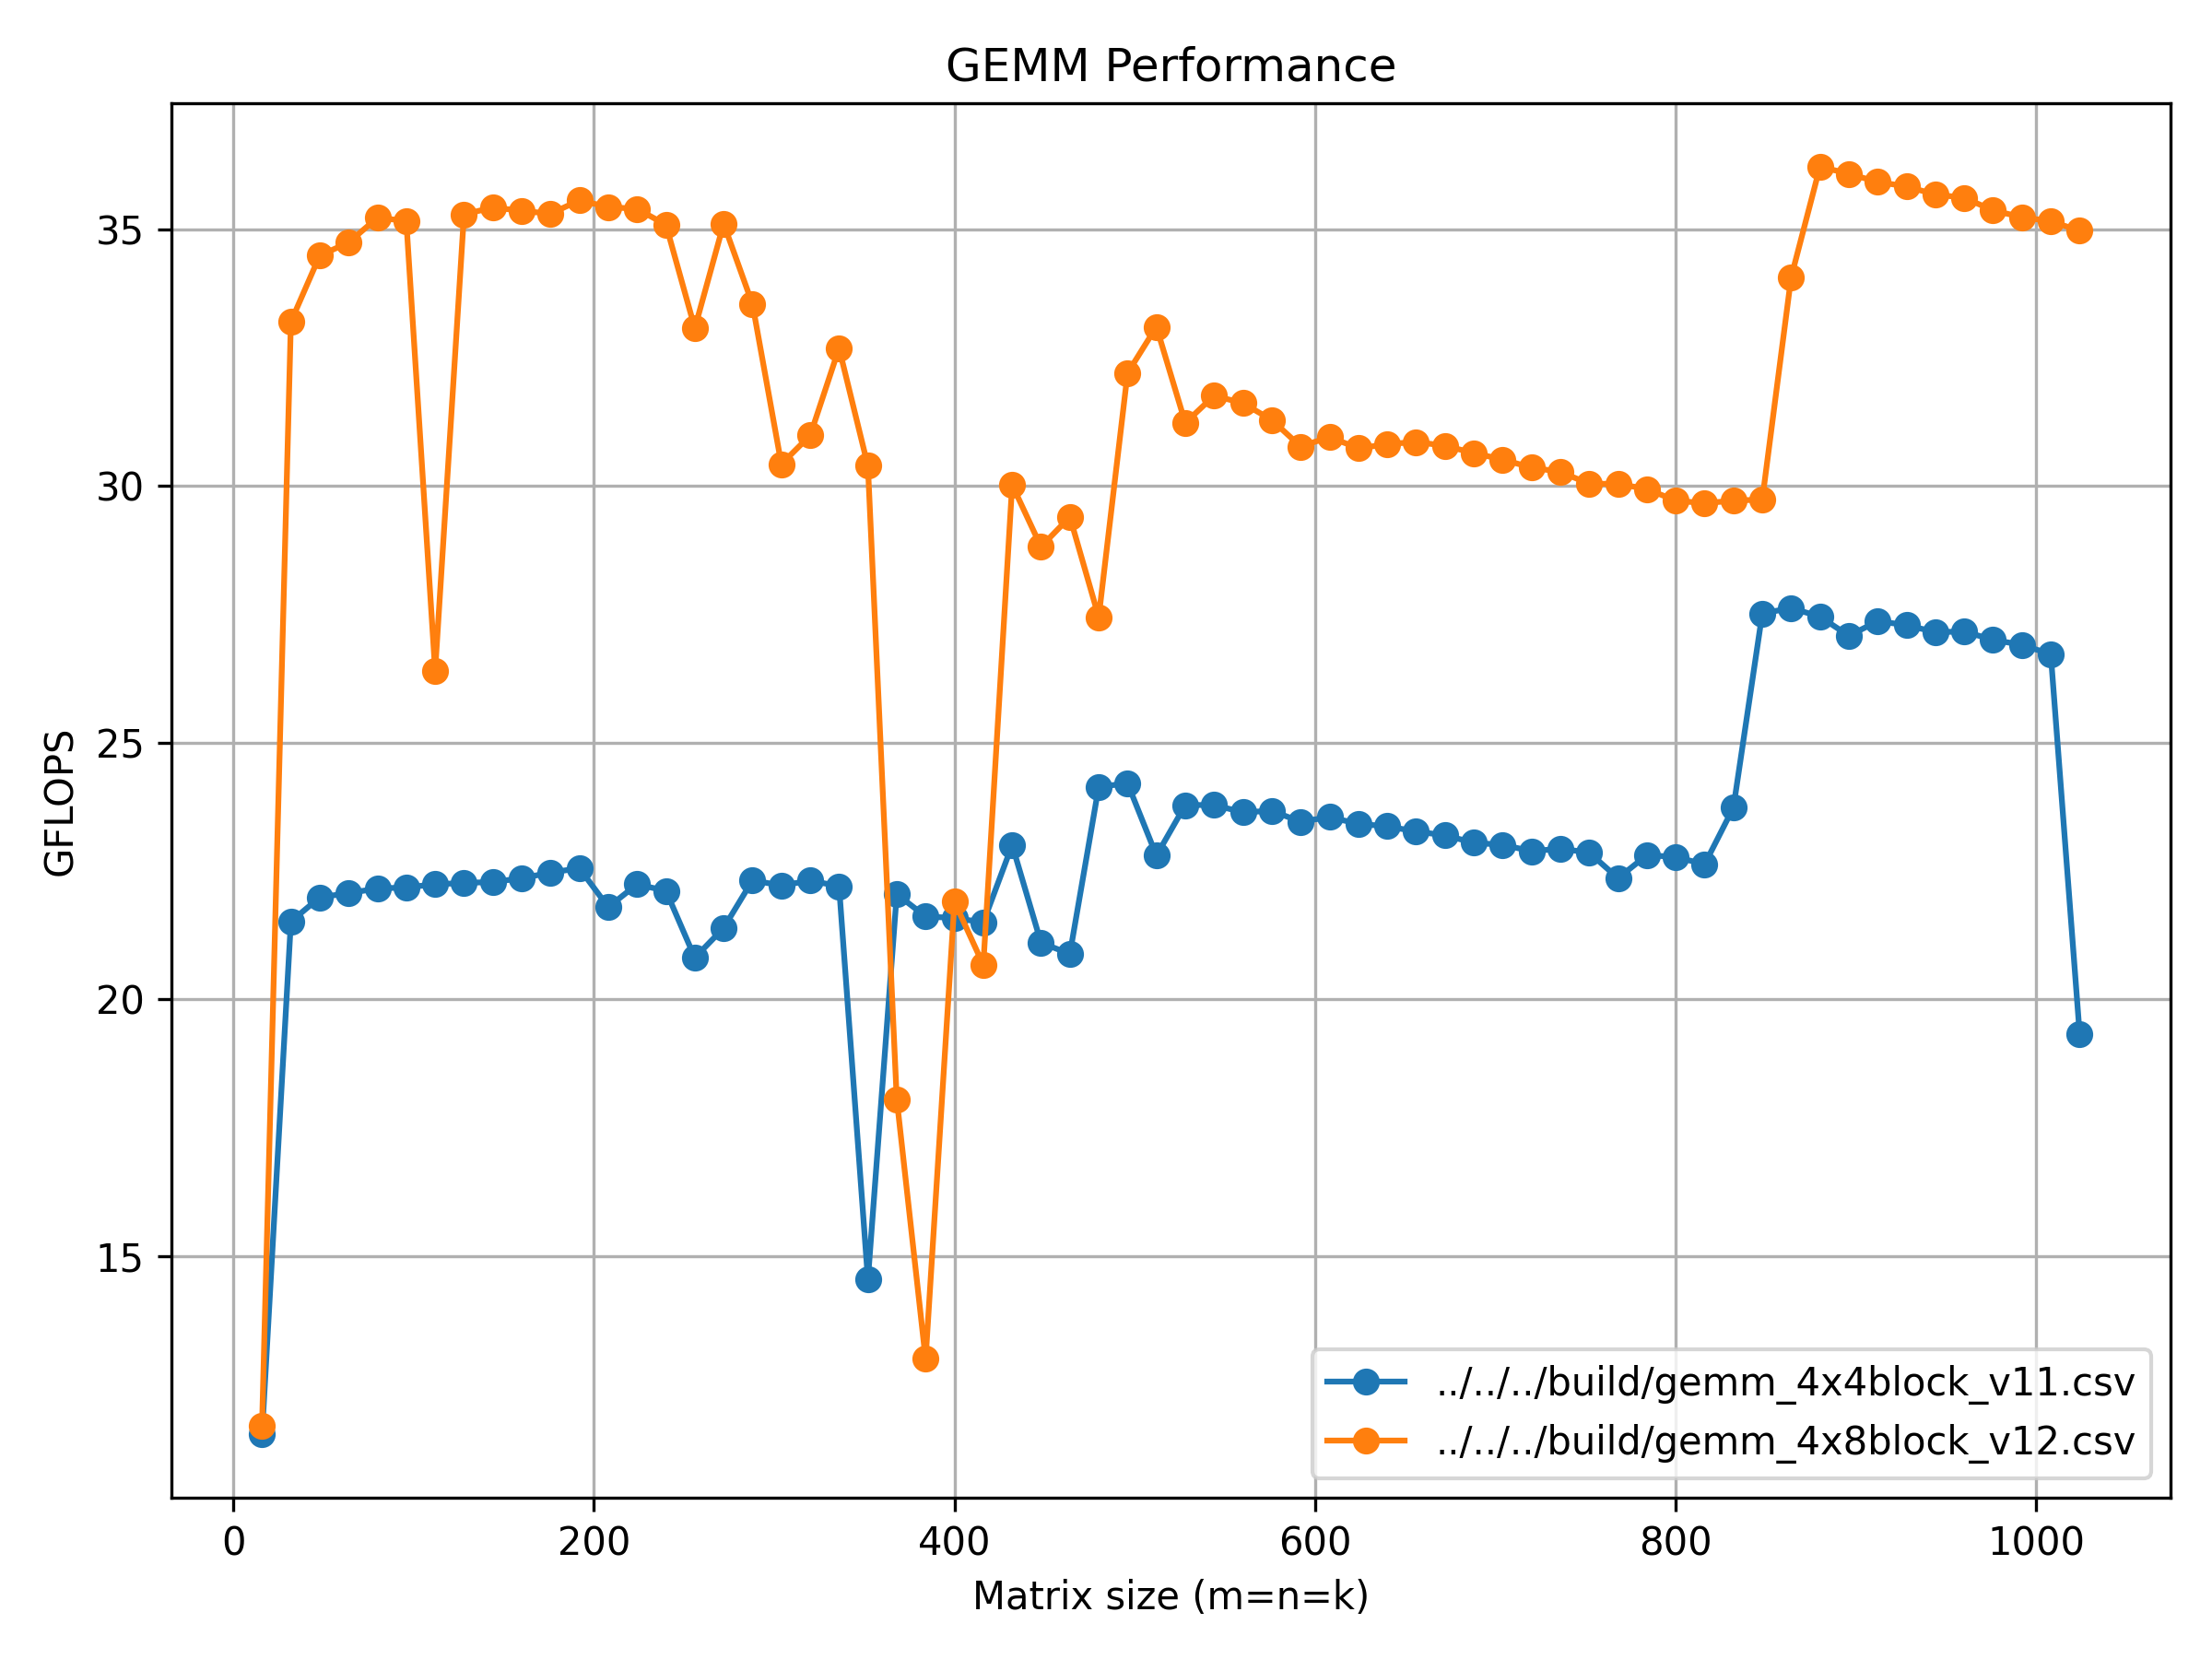 GEMM Performance
GFLOPS
35
30
25
20
15
0 200 400 600 800 1000
Matrix size (m=n=k)
../../../build/gemm_4x4block_v11.csv
../../../build/gemm_4x8block_v12.csv